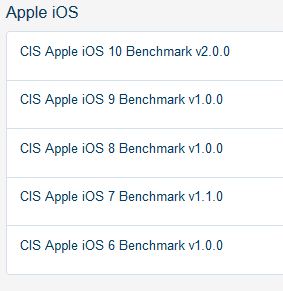 Apple iOS
CIS Apple iOS 10 Benchmark v2.0.0
CIS Apple iOS 9 Benchmark v1.0.0
CIS Apple iOS 8 Benchmark v1.0.0
CIS Apple iOS 7 Benchmark v1.1.0
CIS Apple iOS 6 Benchmark v1.0.0